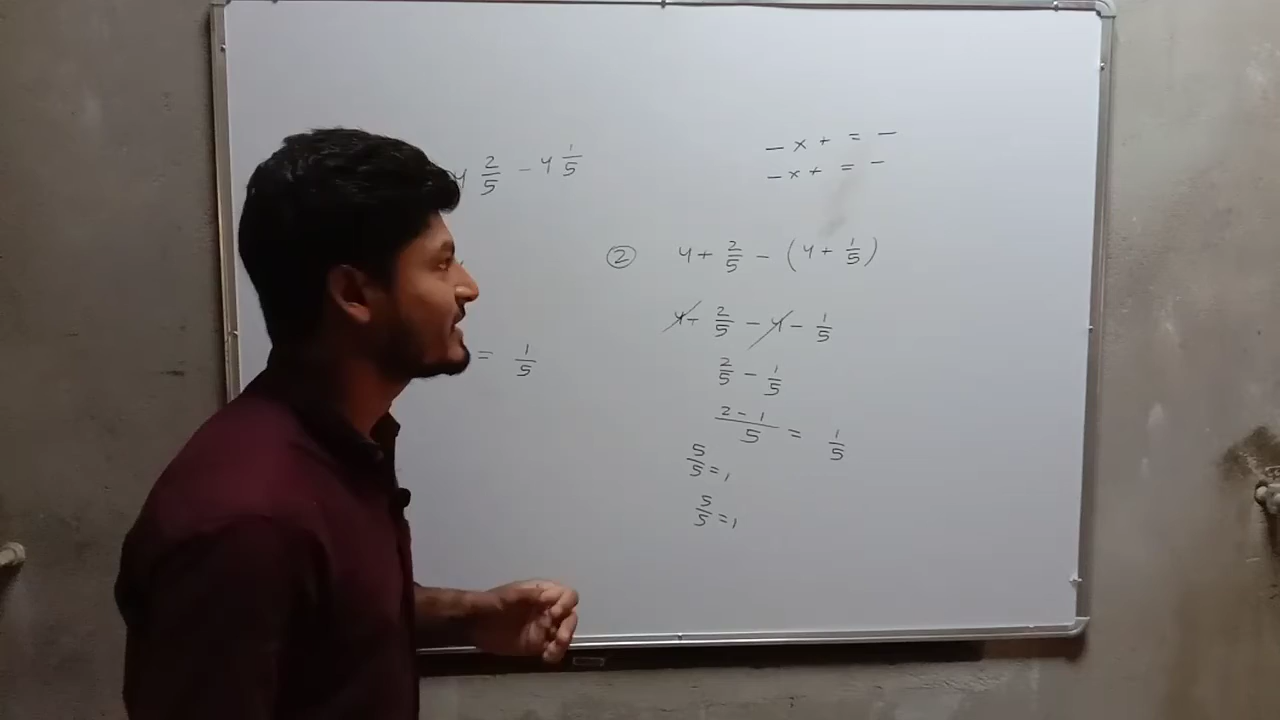 4 2/5 - 4 1/5
= 1/5
- x + = -
- x + = -
② 4 + 2/5 - (4 + 1/5)
4 + 2/5 - 4 - 1/5
2/5 - 1/5
2 - 1/5 = 1/5
5/5 = 1
5/5 = 1